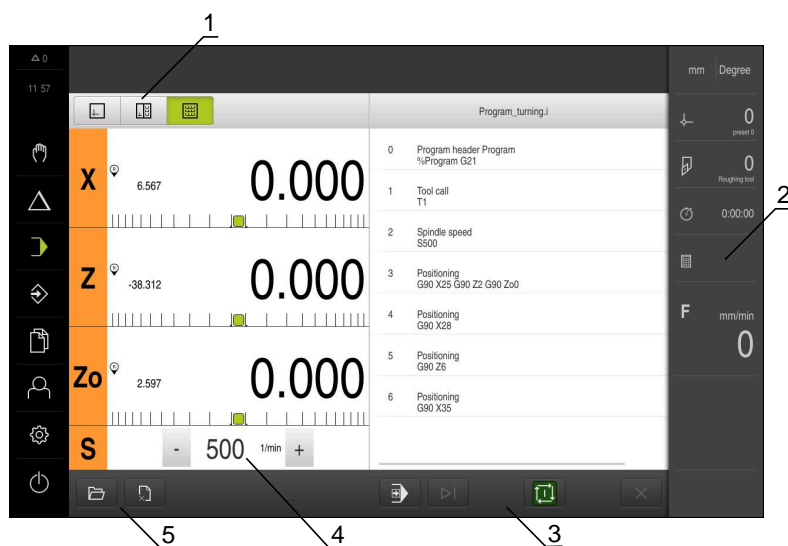 1
△ 0
11 57
mm Degree
Program_turning.i
0
preset 0
X
R
6.567
0.000
0 Program header Program
%Program G21
0
Roughing tool
1 Tool call
T1
2
0:00:00
2 Spindle speed
S500
Z
R
-38.312
0.000
3 Positioning
G90 X25 G90 Z2 G90 Zo0
F
mm/min
0
4 Positioning
G90 X28
5 Positioning
G90 Z6
Zo
R
2.597
0.000
6 Positioning
G90 X35
S
- 500 1/min +
5
4
3